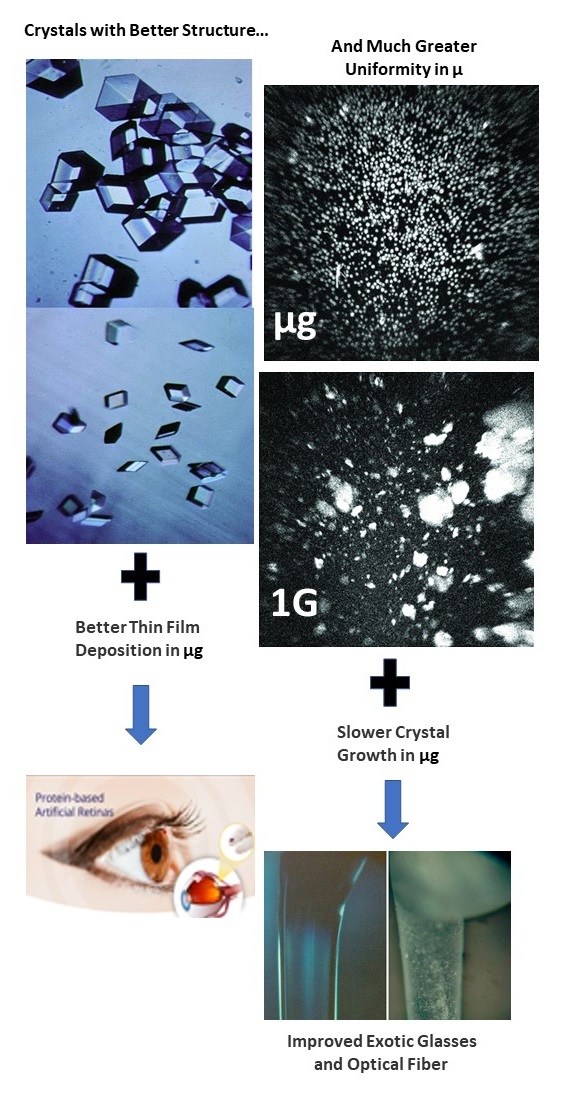 Crystals with Better Structure...
And Much Greater
Uniformity in µ
µg
1G
Better Thin Film
Deposition in µg
Slower Crystal
Growth in µg
Protein-based
Artificial Retinas
Improved Exotic Glasses
and Optical Fiber